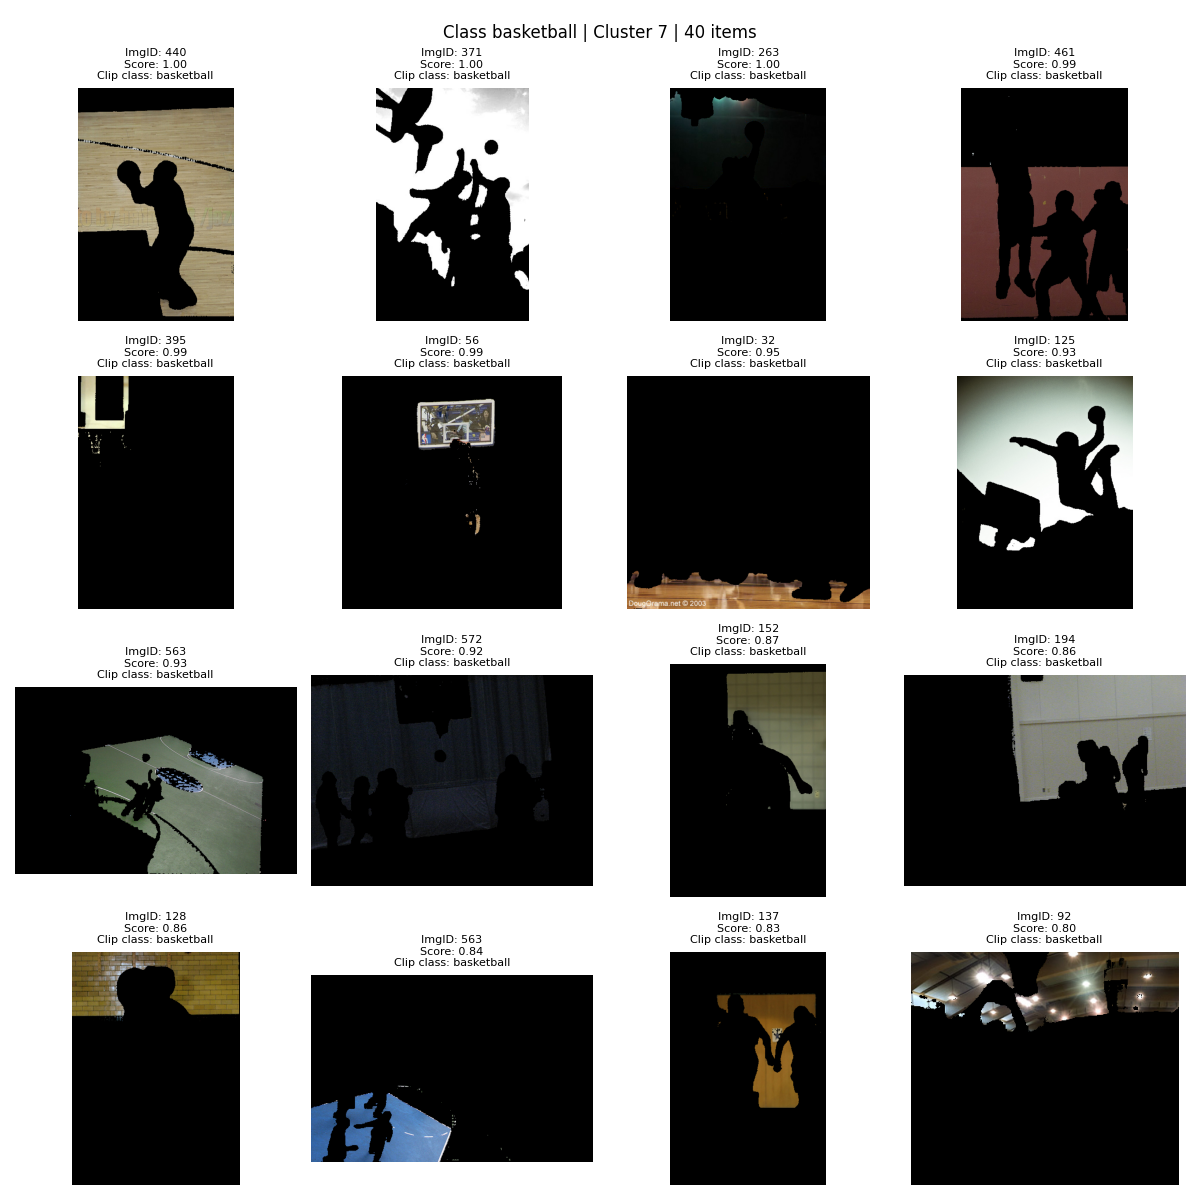 Class basketball | Cluster 7 | 40 items
ImgID: 440
Score: 1.00
Clip class: basketball
ImgID: 371
Score: 1.00
Clip class: basketball
ImgID: 263
Score: 1.00
Clip class: basketball
ImgID: 461
Score: 0.99
Clip class: basketball
ImgID: 395
Score: 0.99
Clip class: basketball
ImgID: 56
Score: 0.99
Clip class: basketball
ImgID: 32
Score: 0.95
Clip class: basketball
ImgID: 125
Score: 0.93
Clip class: basketball
DougDrama.net © 2003
ImgID: 563
Score: 0.93
Clip class: basketball
ImgID: 572
Score: 0.92
Clip class: basketball
ImgID: 152
Score: 0.87
Clip class: basketball
ImgID: 194
Score: 0.86
Clip class: basketball
ImgID: 128
Score: 0.86
Clip class: basketball
ImgID: 563
Score: 0.84
Clip class: basketball
ImgID: 137
Score: 0.83
Clip class: basketball
ImgID: 92
Score: 0.80
Clip class: basketball